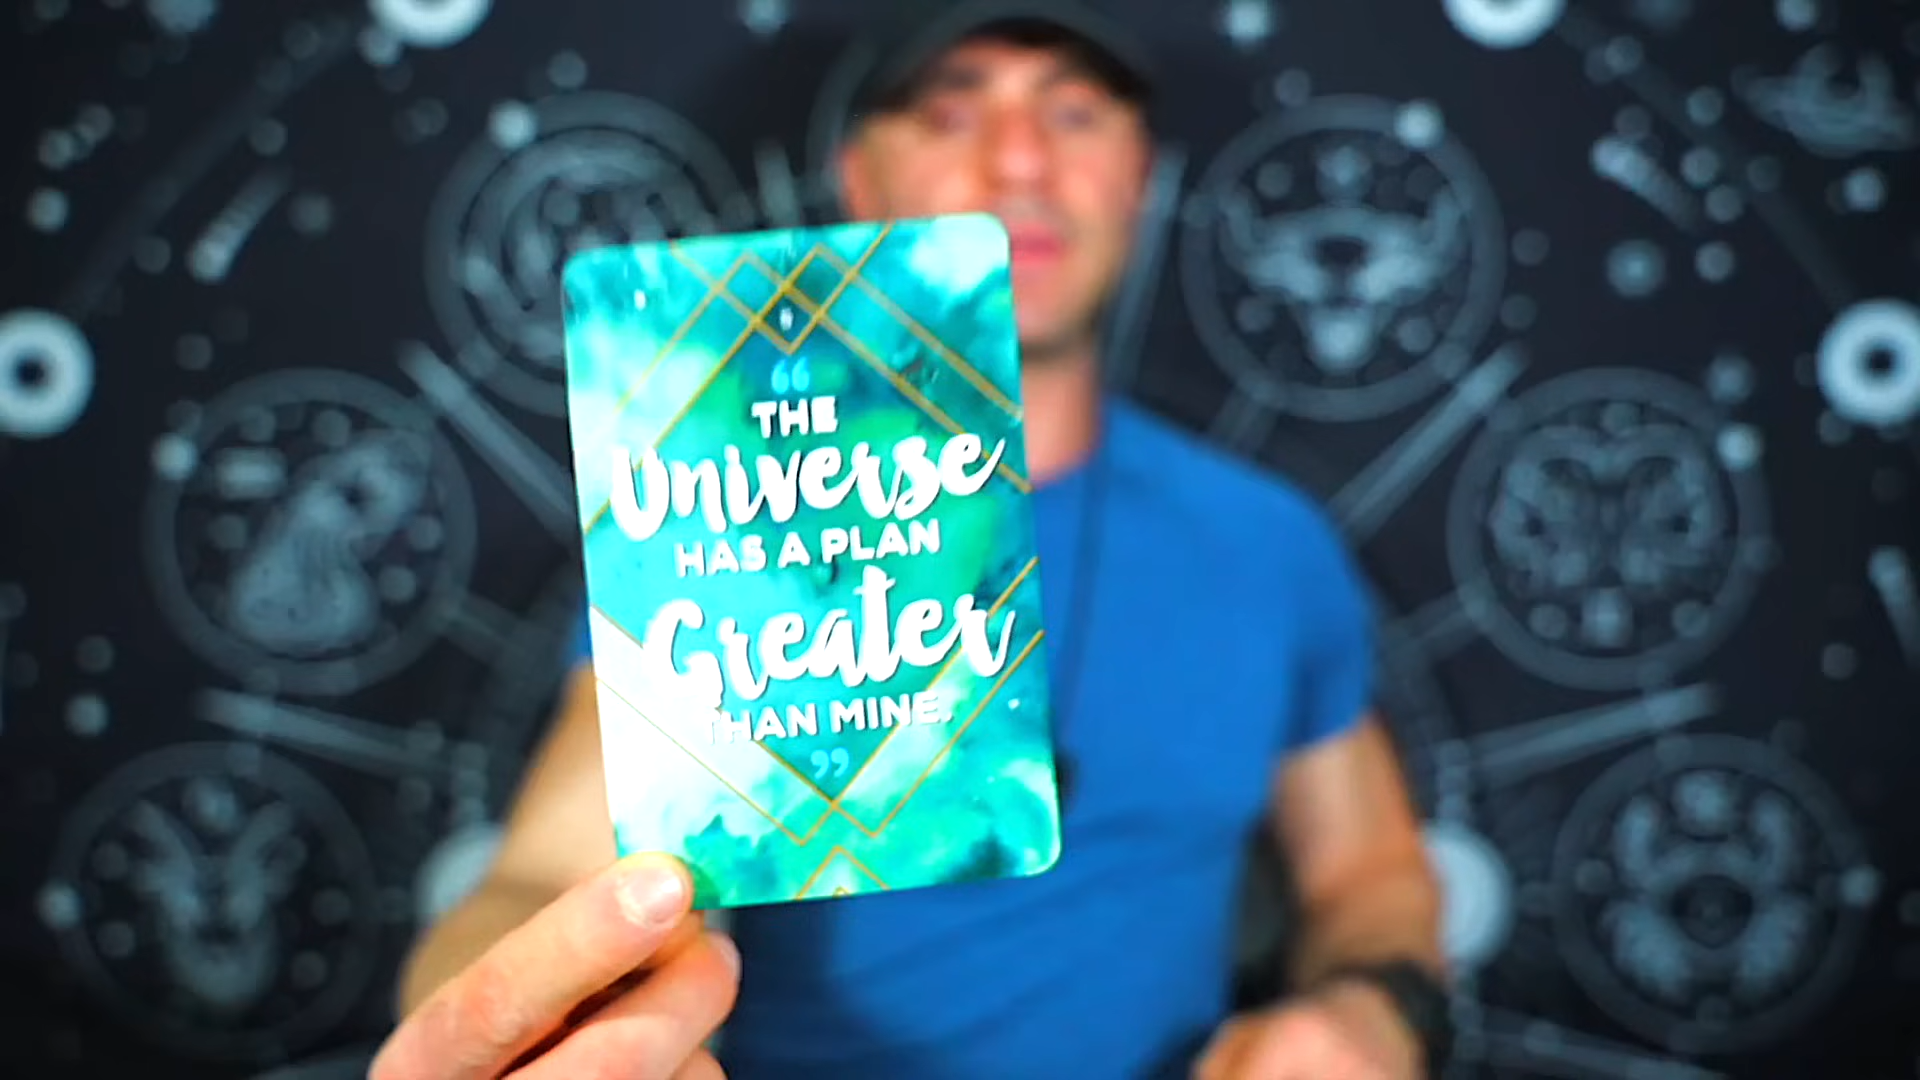 “
THE
Universe
HAS A PLAN
Greater
THAN MINE.
”